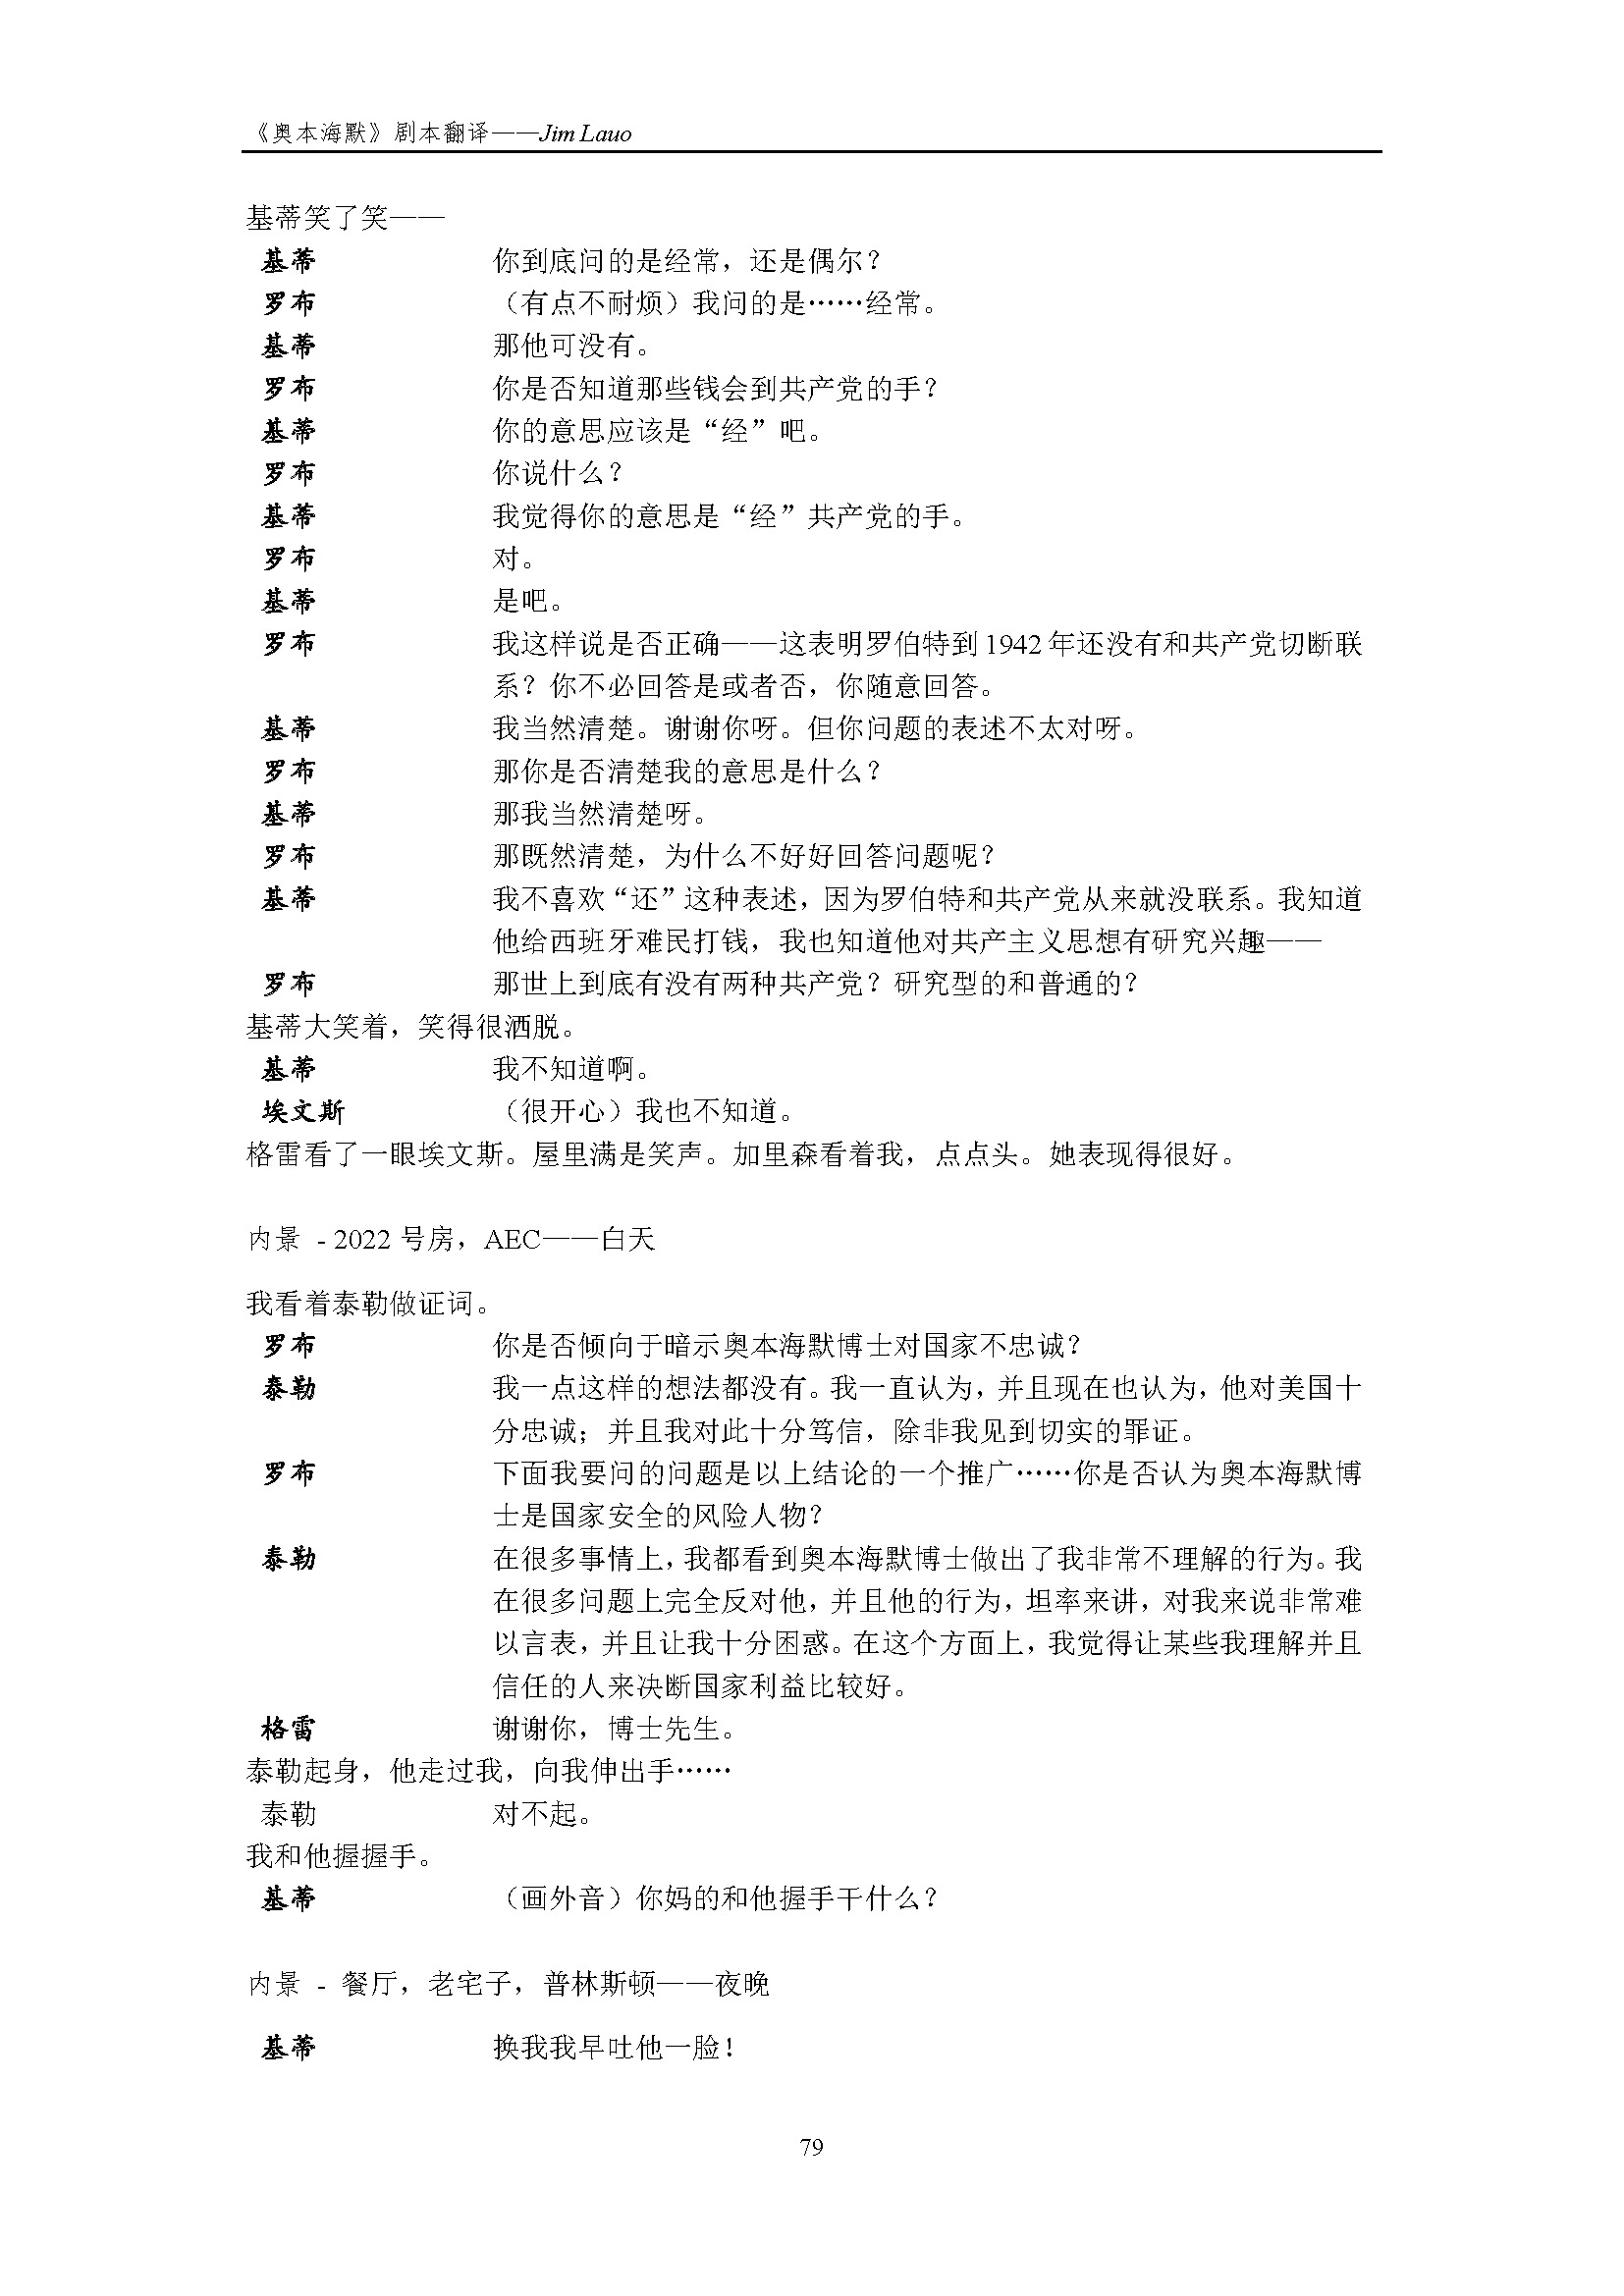 《奥本海默》剧本翻译——Jim Lauo
基蒂笑了笑——
基蒂 你到底问的是经常，还是偶尔？
罗布 （有点不耐烦）我问的是……经常。
基蒂 那他可没有。
罗布 你是否知道那些钱会到共产党的手？
基蒂 你的意思应该是“经”吧。
罗布 你说什么？
基蒂 我觉得你的意思是“经”共产党的手。
罗布 对。
基蒂 是吧。
罗布 我这样说是否正确——这表明罗伯特到1942年还没有和共产党切断联
系？你不必回答是或者否，你随意回答。
基蒂 我当然清楚。谢谢你呀。但你问题的表述不太对呀。
罗布 那你是否清楚我的意思是什么？
基蒂 那我当然清楚呀。
罗布 那既然清楚，为什么不好好回答问题呢？
基蒂 我不喜欢“还”这种表述，因为罗伯特和共产党从来就没联系。我知道
他给西班牙难民打钱，我也知道他对共产主义思想有研究兴趣——
罗布 那世上到底有没有两种共产党？研究型的和普通的？
基蒂大笑着，笑得很洒脱。
基蒂 我不知道啊。
埃文斯 （很开心）我也不知道。
格雷看了一眼埃文斯。屋里满是笑声。加里森看着我，点点头。她表现得很好。
内景 - 2022 号房，AEC——白天
我看着泰勒做证词。
罗布 你是否倾向于暗示奥本海默博士对国家不忠诚？
泰勒 我一点这样的想法都没有。我一直认为，并且现在也认为，他对美国十
分忠诚；并且我对此十分笃信，除非我见到切实的罪证。
罗布 下面我要问的问题是以上结论的一个推广……你是否认为奥本海默博
士是国家安全的风险人物？
泰勒 在很多事情上，我都看到奥本海默博士做出了我非常不理解的行为。我
在很多问题上完全反对他，并且他的行为，坦率来讲，对我来说非常难
以言表，并且让我十分困惑。在这个方面上，我觉得让某些我理解并且
信任的人来决断国家利益比较好。
格雷 谢谢你，博士先生。
泰勒起身，他走过我，向我伸出手……
泰勒 对不起。
我和他握握手。
基蒂 （画外音）你妈的和他握手干什么？
内景 - 餐厅，老宅子，普林斯顿——夜晚
基蒂 换我我早吐他一脸！
79